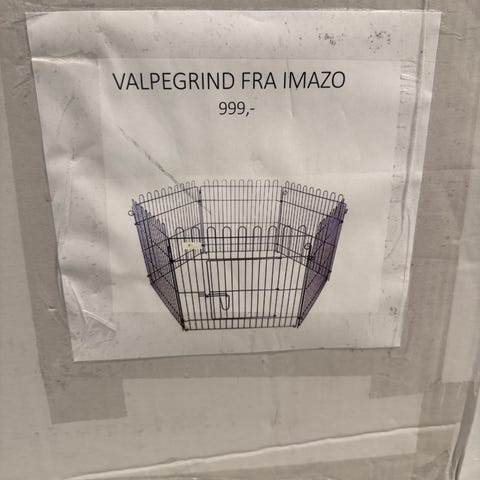 VALPEGRIND FRA IMAZO
999,-